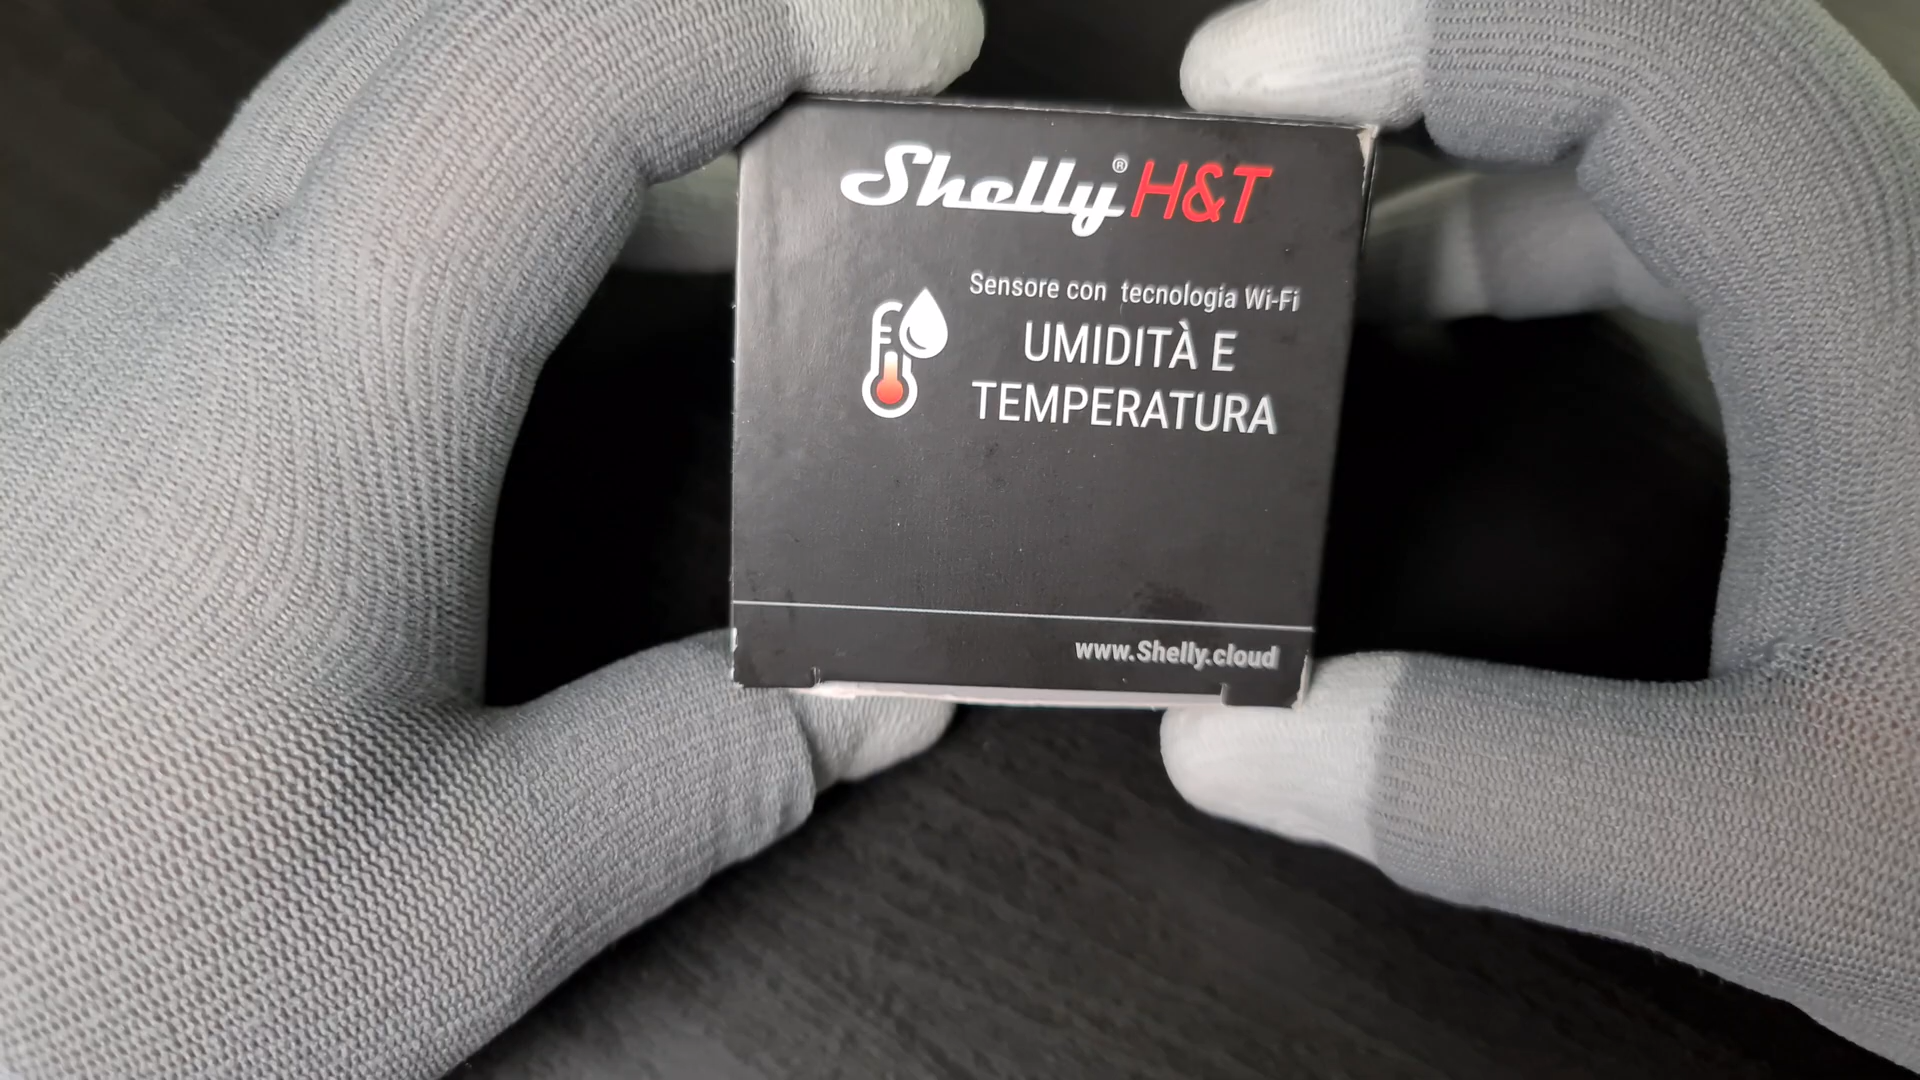 Shelly® H&T
Sensore con tecnologia Wi-Fi
UMIDITÀ E
TEMPERATURA
www.Shelly.cloud